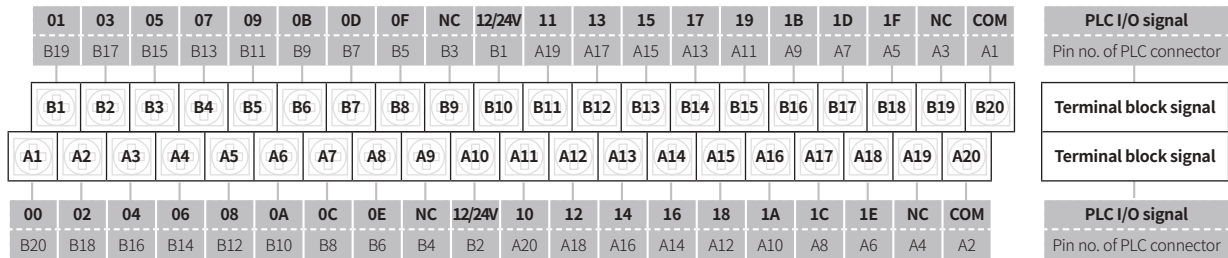 01 03 05 07 09 0B 0D 0F NC 12/24V 11 13 15 17 19 1B 1D 1F NC COM PLC I/O signal
B19 B17 B15 B13 B11 B9 B7 B5 B3 B1 A19 A17 A15 A13 A11 A9 A7 A5 A3 A1 Pin no. of PLC connector
B1 B2 B3 B4 B5 B6 B7 B8 B9 B10 B11 B12 B13 B14 B15 B16 B17 B18 B19 B20 Terminal block signal
A1 A2 A3 A4 A5 A6 A7 A8 A9 A10 A11 A12 A13 A14 A15 A16 A17 A18 A19 A20 Terminal block signal
00 02 04 06 08 0A 0C 0E NC 12/24V 10 12 14 16 18 1A 1C 1E NC COM PLC I/O signal
B20 B18 B16 B14 B12 B10 B8 B6 B4 B2 A20 A18 A16 A14 A12 A10 A8 A6 A4 A2 Pin no. of PLC connector